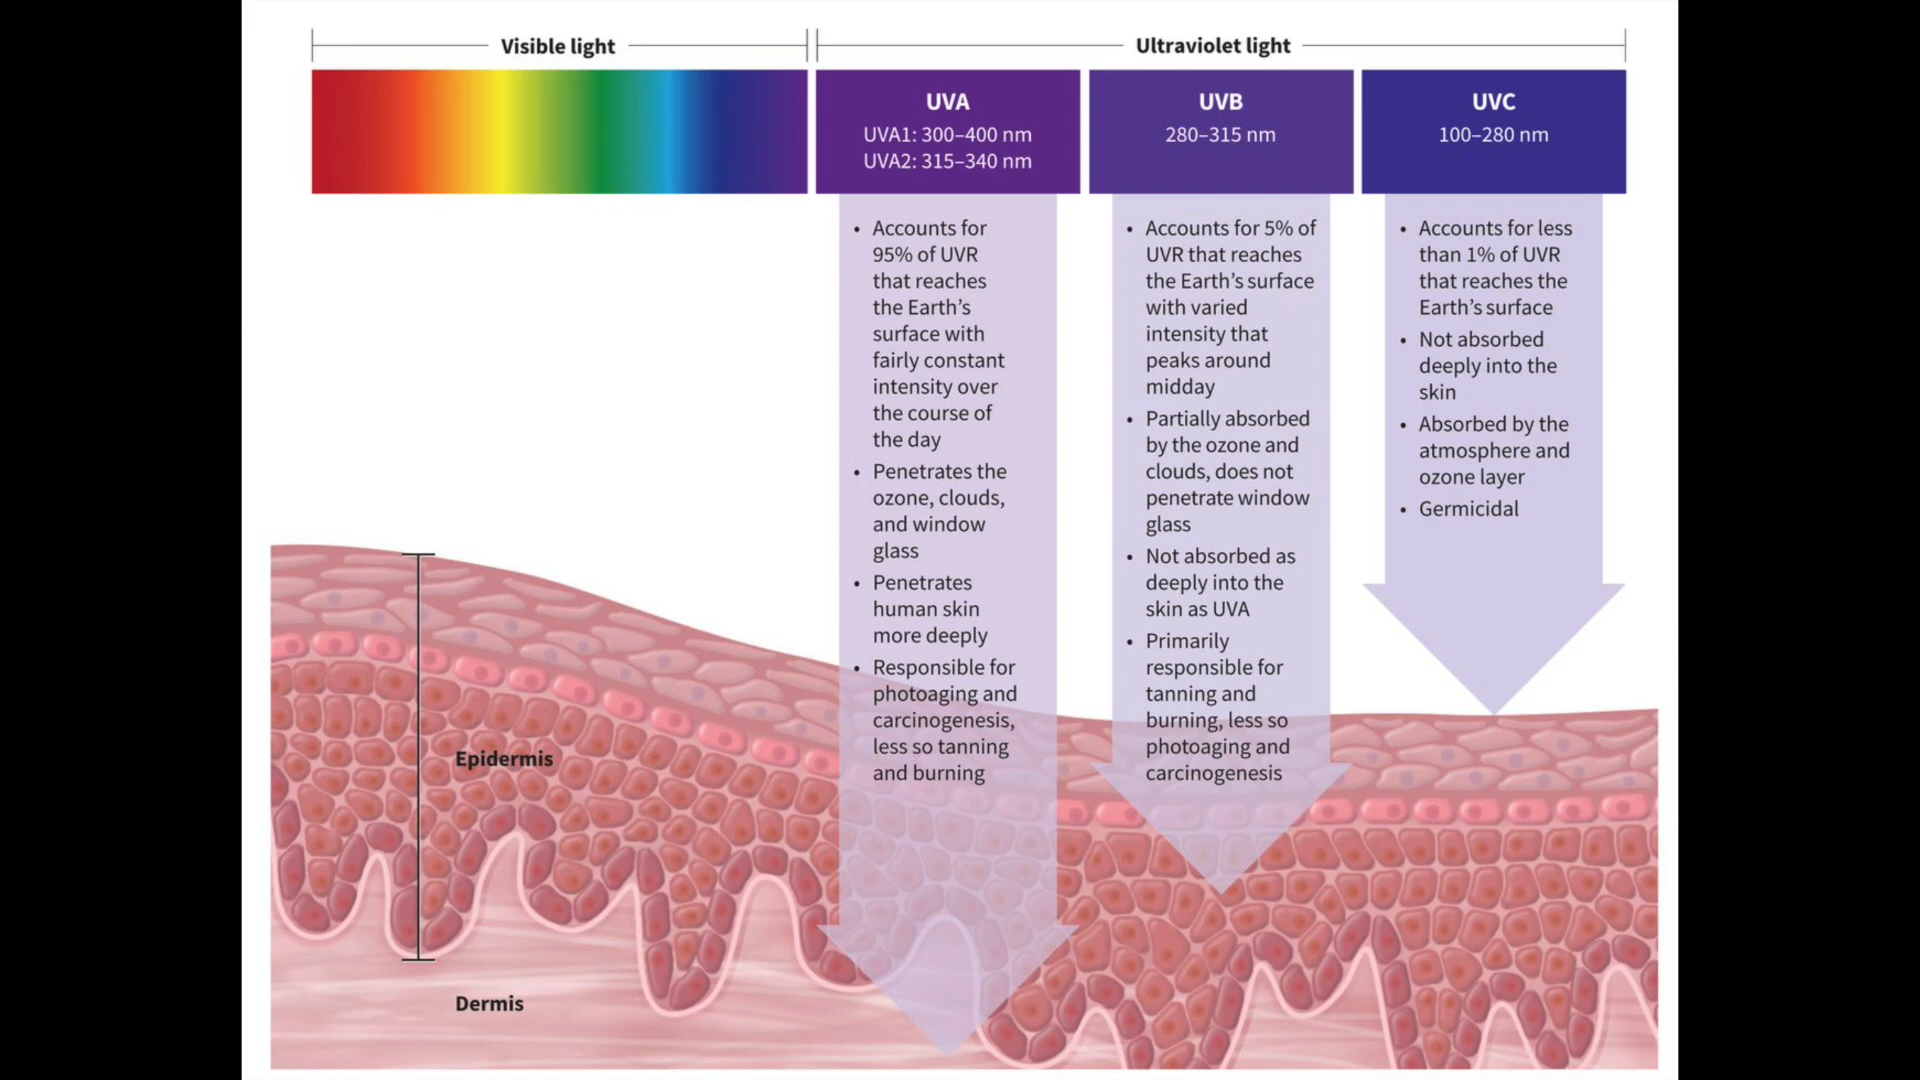 Visible light
Ultraviolet light
UVA
UVA1: 300–400 nm
UVA2: 315–340 nm
UVB
280–315 nm
UVC
100–280 nm
• Accounts for
95% of UVR
that reaches
the Earth’s
surface with
fairly constant
intensity over
the course of
the day
• Penetrates the
ozone, clouds,
and window
glass
• Penetrates
human skin
more deeply
• Responsible for
photoaging and
carcinogenesis,
less so tanning
and burning
• Accounts for 5% of
UVR that reaches
the Earth’s surface
with varied
intensity that
peaks around
midday
• Partially absorbed
by the ozone and
clouds, does not
penetrate window
glass
• Not absorbed as
deeply into the
skin as UVA
• Primarily
responsible for
tanning and
burning, less so
photoaging and
carcinogenesis
• Accounts for less
than 1% of UVR
that reaches the
Earth’s surface
• Not absorbed
deeply into the
skin
• Absorbed by the
atmosphere and
ozone layer
• Germicidal
Epidermis
Dermis